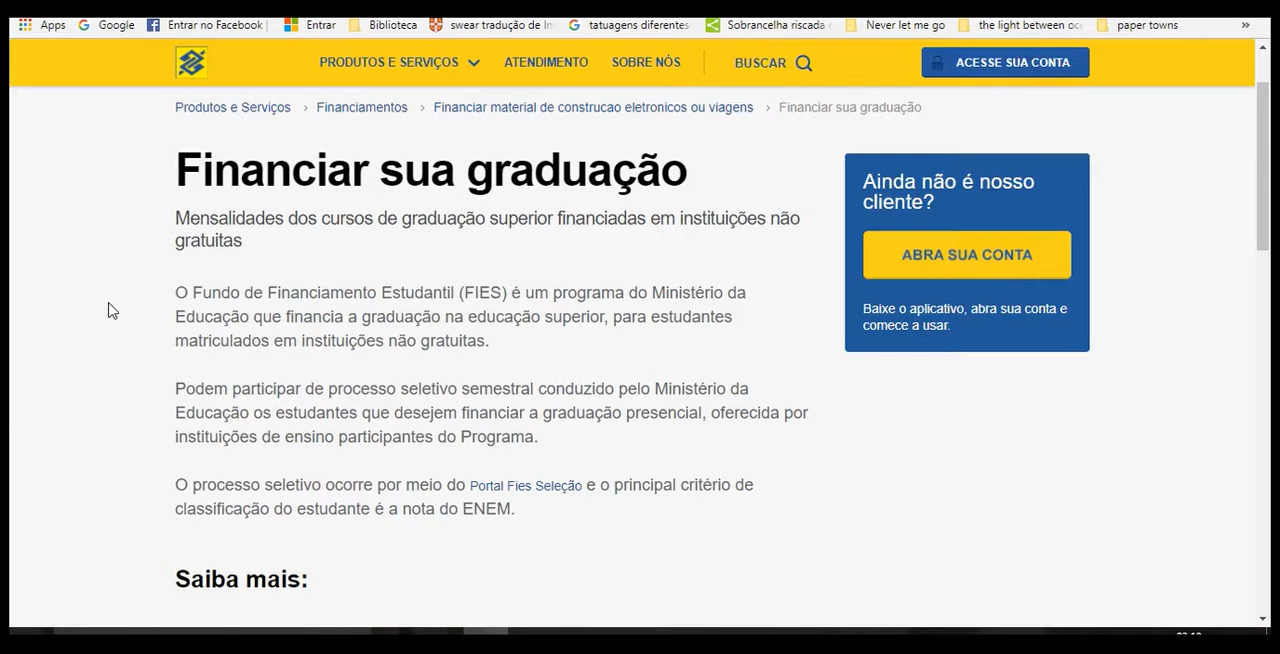 Apps Google Entrar no Facebook Entrar Biblioteca swear tradução de In tatuagens diferentes Sobrancelha riscada Never let me go the light between oce paper towns »
PRODUTOS E SERVIÇOS ATENDIMENTO SOBRE NÓS BUSCAR ACESSE SUA CONTA
Produtos e Serviços > Financiamentos > Financiar material de construcao eletronicos ou viagens > Financiar sua graduação
Financiar sua graduação
Mensalidades dos cursos de graduação superior financiadas em instituições não
gratuitas
O Fundo de Financiamento Estudantil (FIES) é um programa do Ministério da
Educação que financia a graduação na educação superior, para estudantes
matriculados em instituições não gratuitas.
Podem participar de processo seletivo semestral conduzido pelo Ministério da
Educação os estudantes que desejem financiar a graduação presencial, oferecida por
instituições de ensino participantes do Programa.
O processo seletivo ocorre por meio do Portal Fies Seleção e o principal critério de
classificação do estudante é a nota do ENEM.
Saiba mais:
Ainda não é nosso
cliente?
ABRA SUA CONTA
Baixe o aplicativo, abra sua conta e
comece a usar.